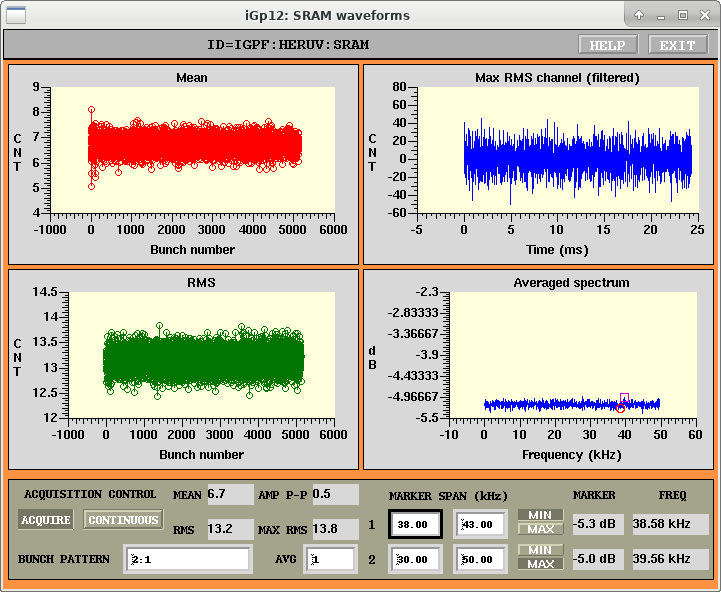 iGp12: SRAM waveforms
ID=IGPF:HERUV:SRAM
HELP
EXIT
Mean
9
8
7
6
5
4
C
N
T
-1000
0
1000
2000
3000
4000
5000
6000
Bunch number
Max RMS channel (filtered)
80
60
40
20
0
-20
-40
-60
C
N
T
-5
0
5
10
15
20
25
Time (ms)
RMS
14.5
14
13.5
13
12.5
12
C
N
T
-1000
0
1000
2000
3000
4000
5000
6000
Bunch number
Averaged spectrum
-2.3
-2.83333
-3.36667
-3.9
-4.43333
-4.96667
-5.5
d
B
-10
0
10
20
30
40
50
60
Frequency (kHz)
ACQUISITION CONTROL
MEAN 6.7
AMP P-P 0.5
MARKER SPAN (kHz)
MARKER
FREQ
ACQUIRE
CONTINUOUS
RMS 13.2
MAX RMS 13.8
1
38.00
43.00
MIN
MAX
-5.3 dB
38.58 kHz
BUNCH PATTERN
2:1
AVG
1
2
30.00
50.00
MIN
MAX
-5.0 dB
39.56 kHz